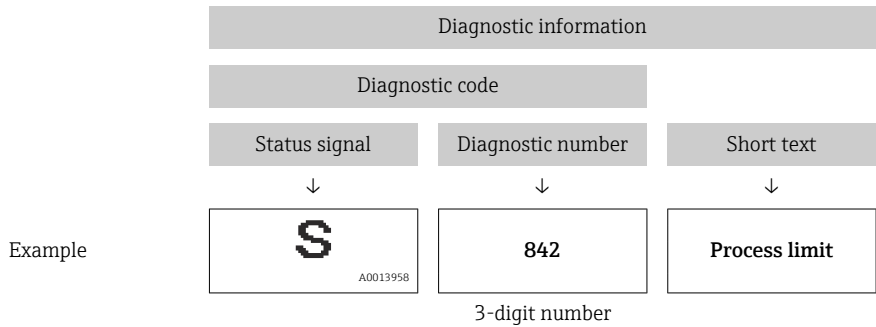 Diagnostic information
Diagnostic code
Status signal Diagnostic number Short text
↓ ↓ ↓
Example S 842 Process limit
A0013958
3-digit number